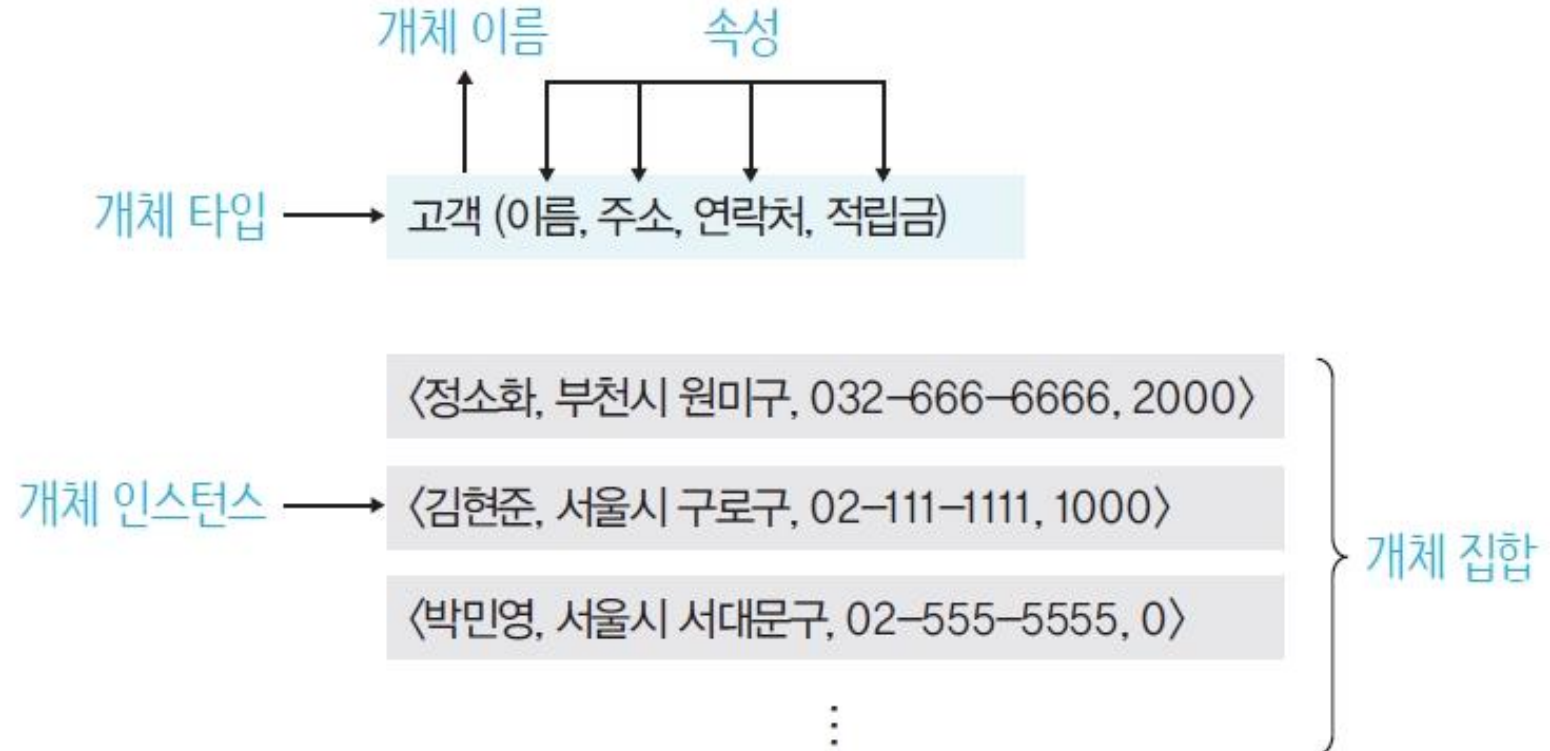 개체 이름 속성
개체 타입 고객 (이름, 주소, 연락처, 적립금)
〈정소화, 부천시 원미구, 032–666–6666, 2000〉
개체 인스턴스 〈김현준, 서울시 구로구, 02–111–1111, 1000〉
개체 집합
〈박민영, 서울시 서대문구, 02–555–5555, 0〉
⋮